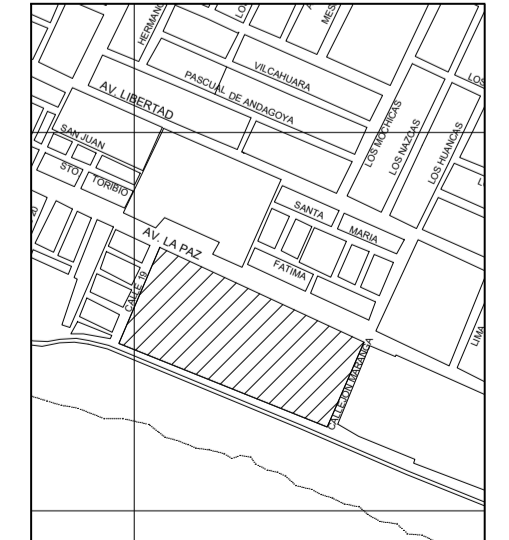 HERMANO
VILCAHUARA
PASCUAL DE ANDAGOYA
LOS
AV. LIBERTAD
LOS MOCHICAS
LOS NAZCAS
LOS HUANCAS
SAN JUAN
STO
TORIBIO
SANTA
MARIA
AV. LA PAZ
FATIMA
CALLE 19
LIMA
CALLEJON MARANGA